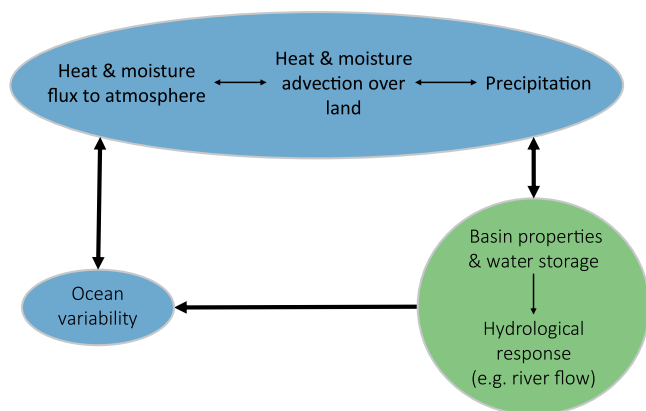 Heat & moisture
flux to atmosphere
Heat & moisture
advection over
land
Precipitation
Basin properties
& water storage
Hydrological
response
(e.g. river flow)
Ocean
variability